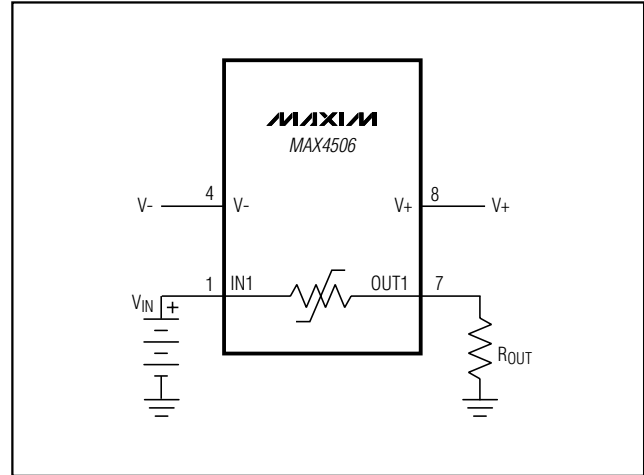 MAXIM
MAX4506
V- 4 V- V+ 8 V+
1 IN1 OUT1 7
VIN +
ROUT